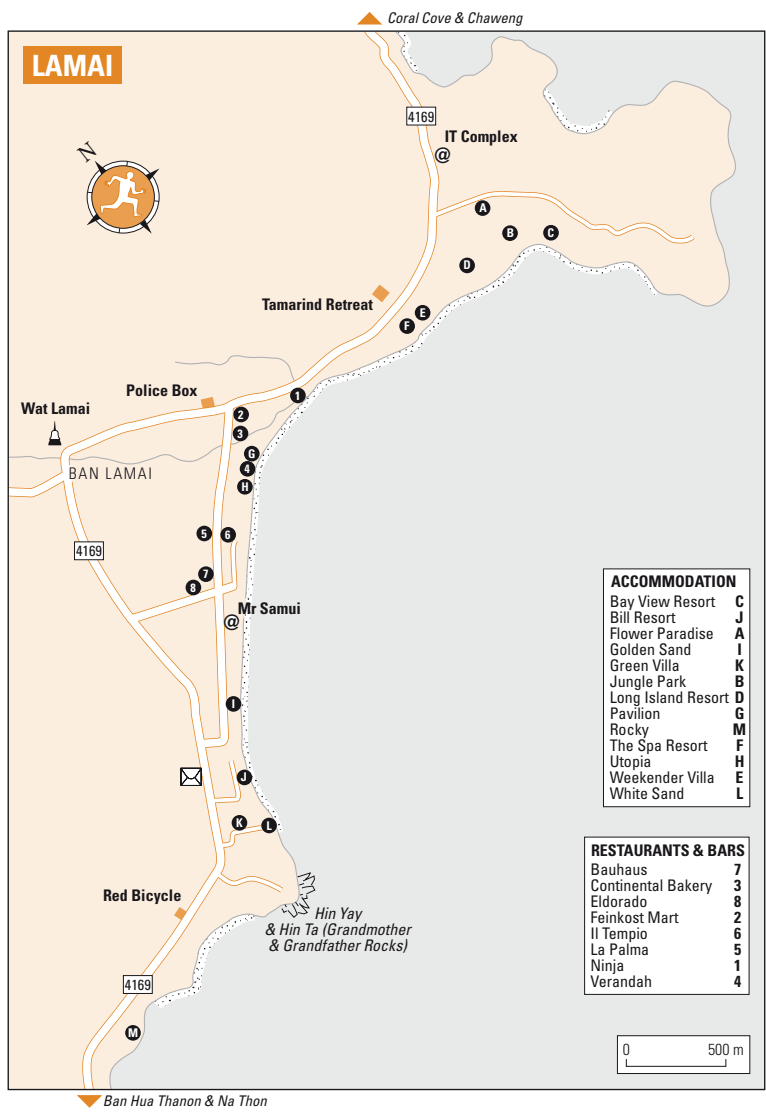 Coral Cove & Chaweng
LAMAI
N
4169
IT Complex
@
A
B
C
D
Tamarind Retreat
E
F
Police Box
1
Wat Lamai
2
3
G
BAN LAMAI
4
H
5
6
4169
7
8
Mr Samui
@
I
J
K
L
Red Bicycle
Hin Yay
& Hin Ta (Grandmother
& Grandfather Rocks)
4169
M
Ban Hua Thanon & Na Thon
ACCOMMODATION
Bay View Resort C
Bill Resort J
Flower Paradise A
Golden Sand I
Green Villa K
Jungle Park B
Long Island Resort D
Pavilion G
Rocky M
The Spa Resort F
Utopia H
Weekender Villa E
White Sand L
RESTAURANTS & BARS
Bauhaus 7
Continental Bakery 3
Eldorado 8
Feinkost Mart 2
Il Tempio 6
La Palma 5
Ninja 1
Verandah 4
0 500 m